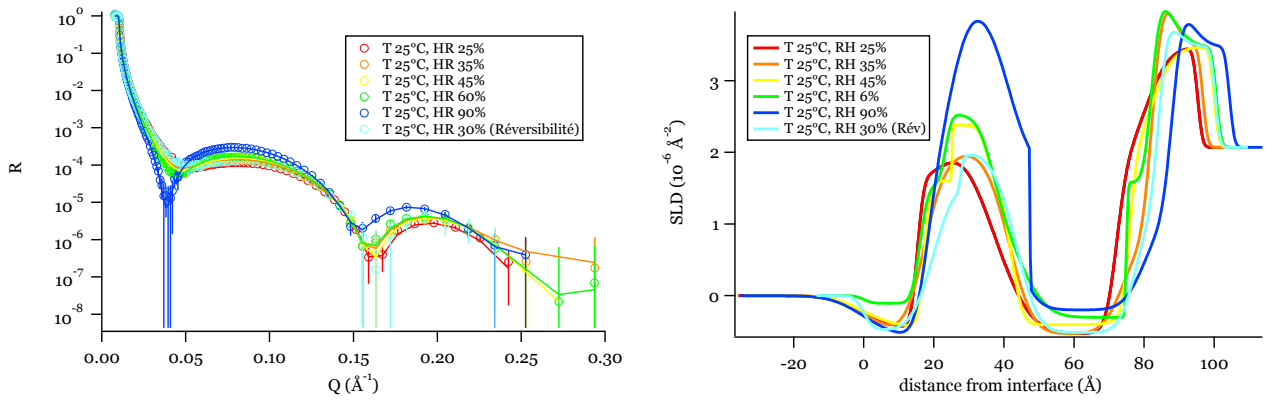 R
10⁰
10⁻¹
10⁻²
10⁻³
10⁻⁴
10⁻⁵
10⁻⁶
10⁻⁷
10⁻⁸
T 25°C, HR 25%
T 25°C, HR 35%
T 25°C, HR 45%
T 25°C, HR 60%
T 25°C, HR 90%
T 25°C, HR 30% (Réversibilité)
0.00 0.05 0.10 0.15 0.20 0.25 0.30
Q (Å⁻¹)
SLD (10⁻⁶ Å⁻²)
3
2
1
0
T 25°C, RH 25%
T 25°C, RH 35%
T 25°C, RH 45%
T 25°C, RH 6%
T 25°C, RH 90%
T 25°C, RH 30% (Rév)
-20 0 20 40 60 80 100
distance from interface (Å)